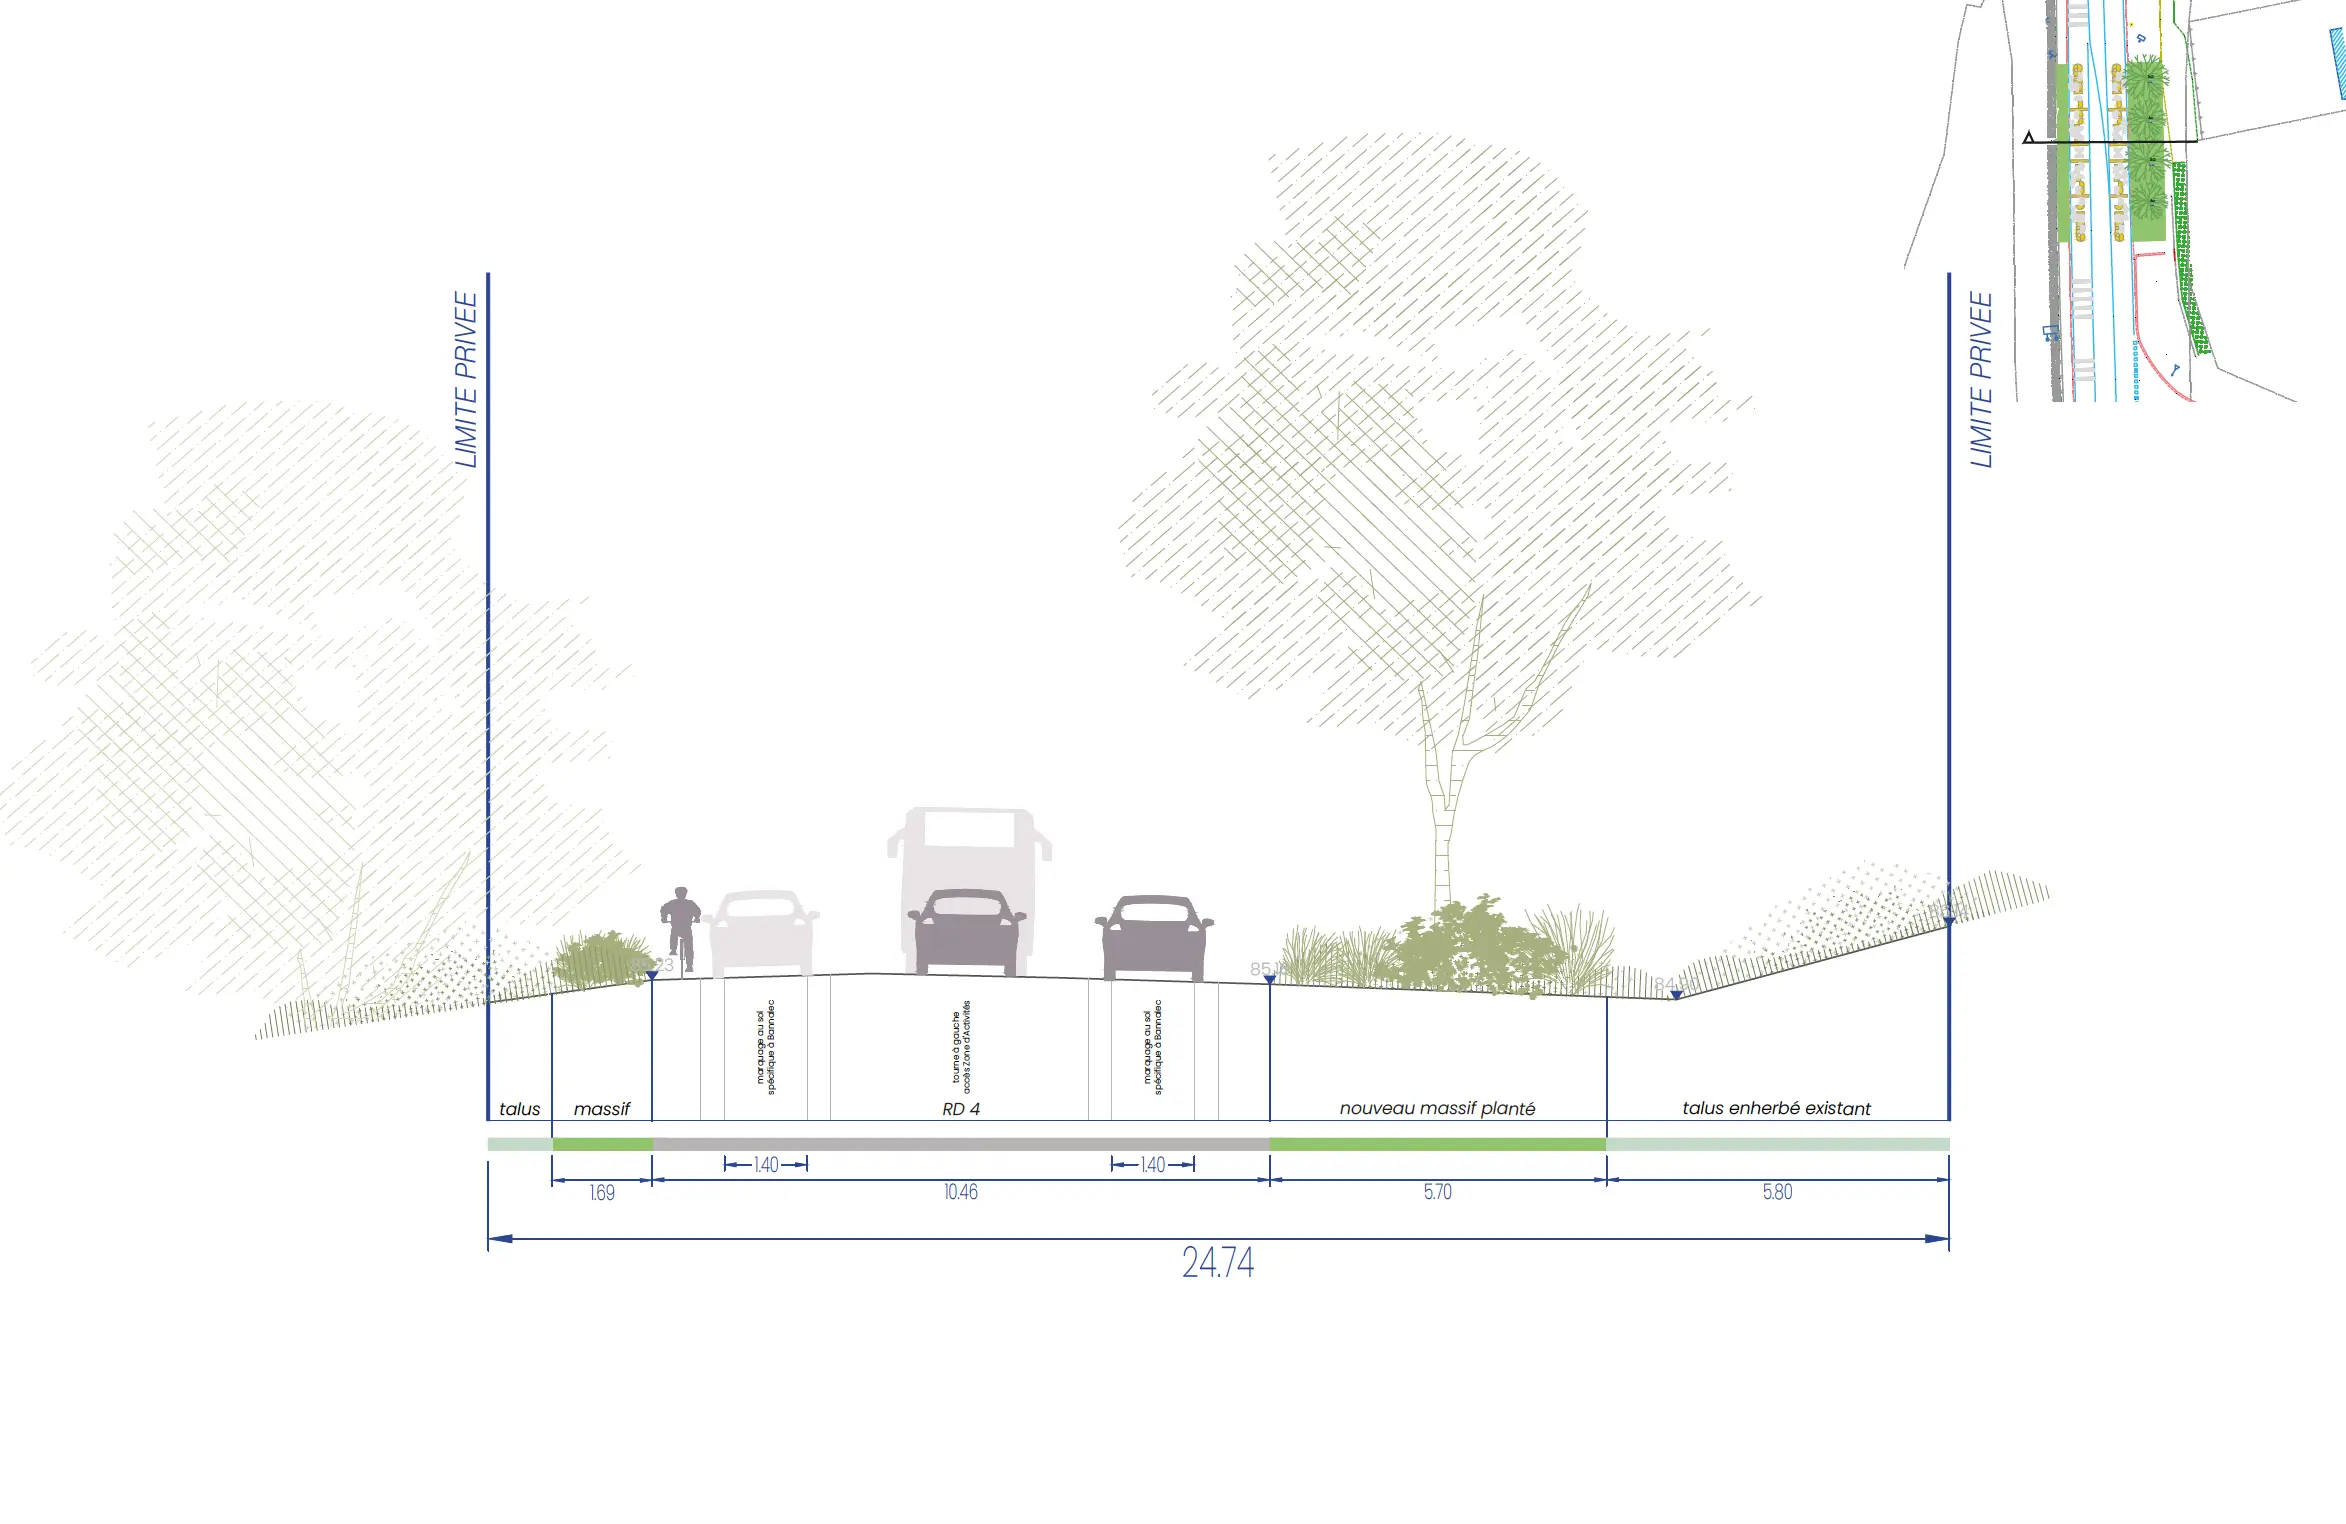 LIMITE PRIVEE
LIMITE PRIVEE
marquage au sol
spécifique à Bannalec
tourne à gauche
accès Zone d'Activités
marquage au sol
spécifique à Bannalec
talus
massif
RD 4
nouveau massif planté
talus enherbé existant
1.40
1.40
1.69
10.46
5.70
5.80
24.74